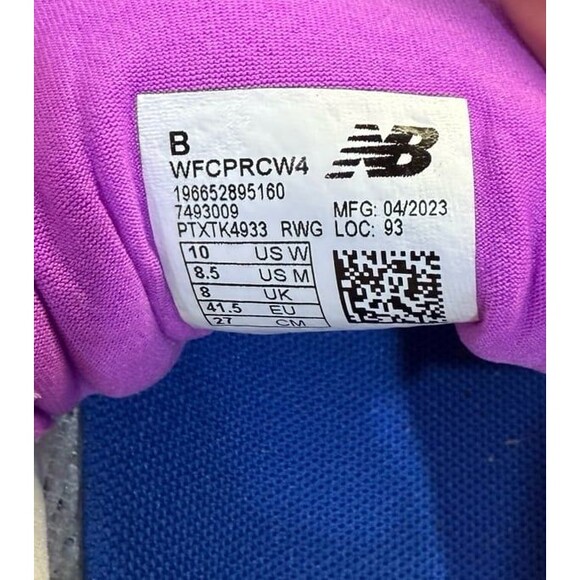 B
WFCPRCW4
NB
196652895160
7493009 MFG: 04/2023
PTXTK4933 RWG LOC: 93
10 US W
8.5 US M
8 UK
41.5 EU
27 CM